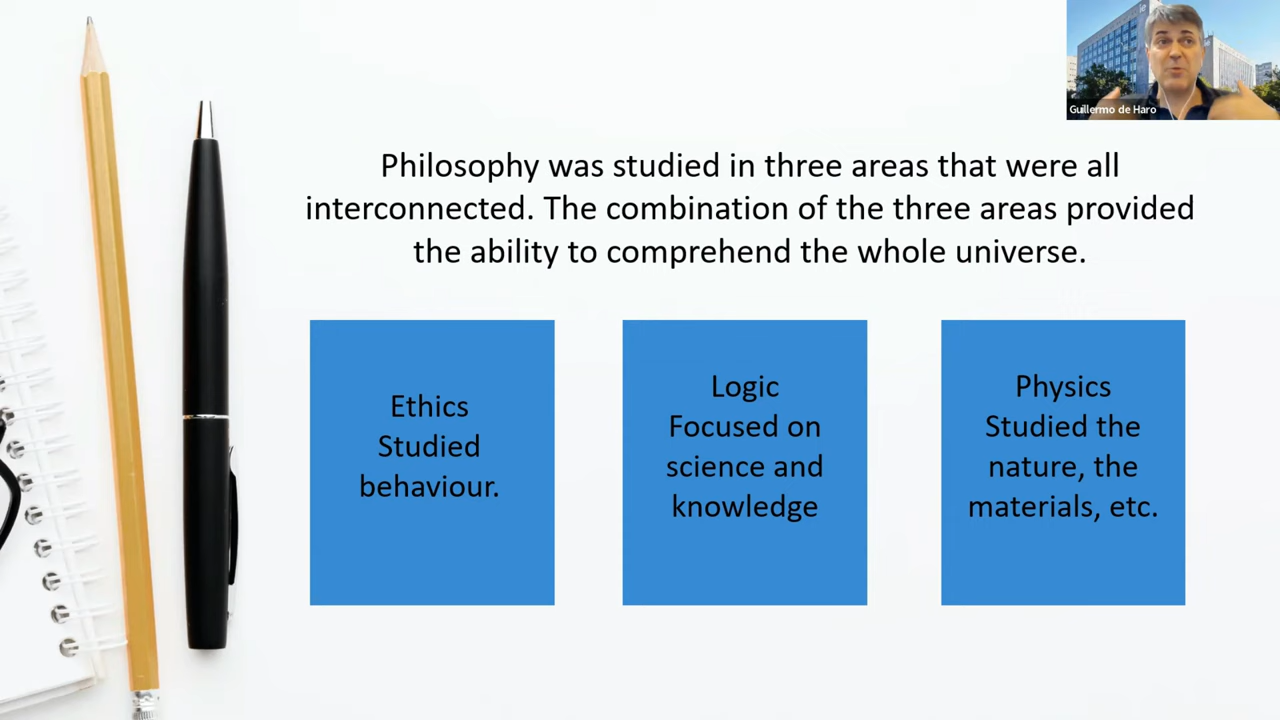 Guillermo de Haro
Philosophy was studied in three areas that were all
interconnected. The combination of the three areas provided
the ability to comprehend the whole universe.
Ethics
Studied
behaviour.
Logic
Focused on
science and
knowledge
Physics
Studied the
nature, the
materials, etc.